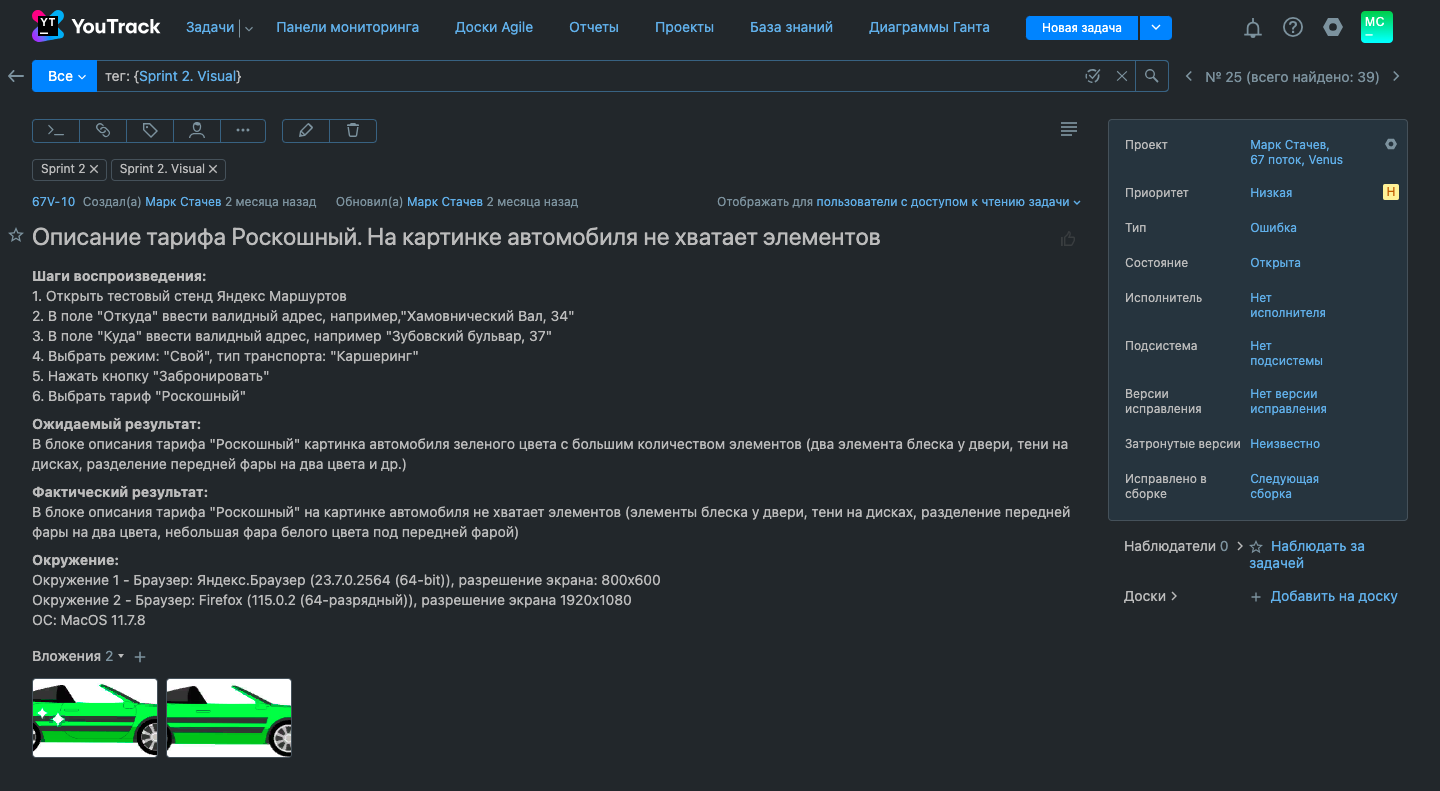 YT YouTrack Задачи Панели мониторинга Доски Agile Отчеты Проекты База знаний Диаграммы Ганта Новая задача MC
Все тег: {Sprint 2. Visual} № 25 (всего найдено: 39)
Sprint 2 Sprint 2. Visual
67V-10 Создал(а) Марк Стачев 2 месяца назад Обновил(а) Марк Стачев 2 месяца назад Отображать для пользователи с доступом к чтению задачи
Описание тарифа Роскошный. На картинке автомобиля не хватает элементов
Шаги воспроизведения:
1. Открыть тестовый стенд Яндекс Маршуртов
2. В поле "Откуда" ввести валидный адрес, например,"Хамовнический Вал, 34"
3. В поле "Куда" ввести валидный адрес, например "Зубовский бульвар, 37"
4. Выбрать режим: "Свой", тип транспорта: "Каршеринг"
5. Нажать кнопку "Забронировать"
6. Выбрать тариф "Роскошный"
Ожидаемый результат:
В блоке описания тарифа "Роскошный" картинка автомобиля зеленого цвета с большим количеством элементов (два элемента блеска у двери, тени на
дисках, разделение передней фары на два цвета и др.)
Фактический результат:
В блоке описания тарифа "Роскошный" на картинке автомобиля не хватает элементов (элементы блеска у двери, тени на дисках, разделение передней
фары на два цвета, небольшая фара белого цвета под передней фарой)
Окружение:
Окружение 1 - Браузер: Яндекс.Браузер (23.7.0.2564 (64-bit)), разрешение экрана: 800x600
Окружение 2 - Браузер: Firefox (115.0.2 (64-разрядный)), разрешение экрана 1920x1080
ОС: MacOS 11.7.8
Вложения 2
Проект Марк Стачев,
67 поток, Venus
Приоритет Низкая Н
Тип Ошибка
Состояние Открыта
Исполнитель Нет
исполнителя
Подсистема Нет
подсистемы
Версии Нет версии
исправления исправления
Затронутые версии Неизвестно
Исправлено в Следующая
сборке сборка
Наблюдатели 0 Наблюдать за
задачей
Доски Добавить на доску